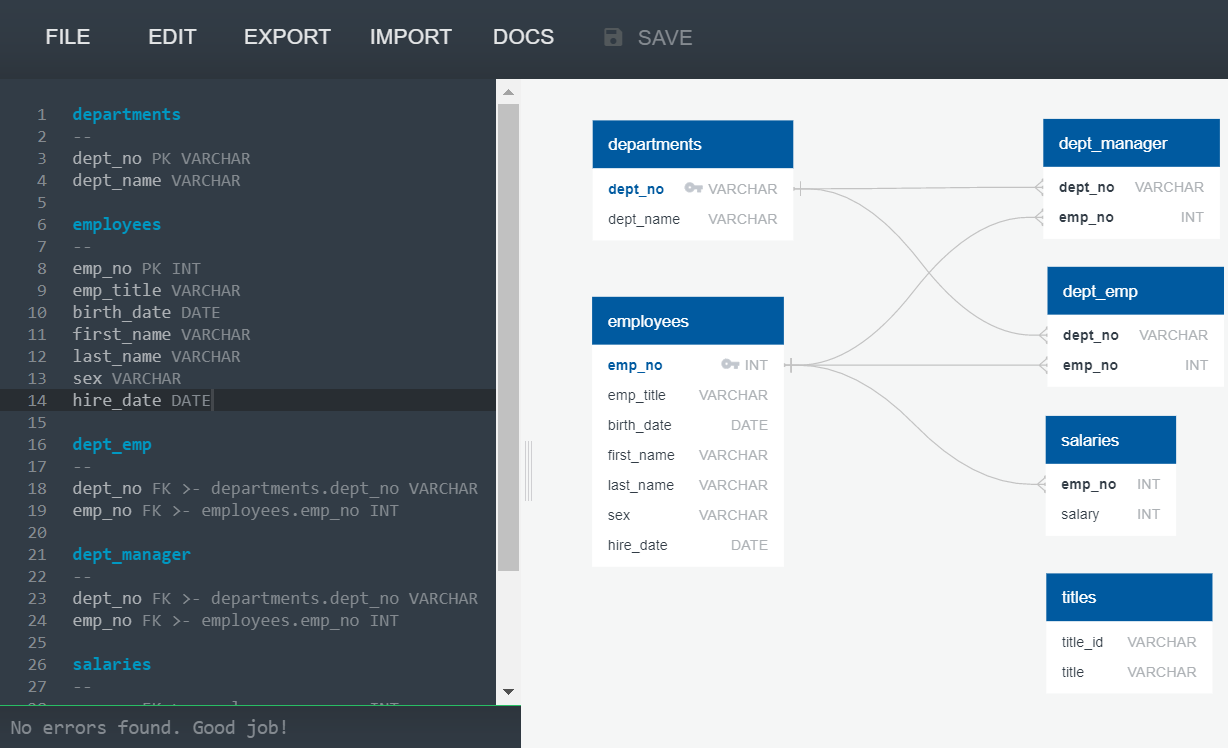 FILE EDIT EXPORT IMPORT DOCS SAVE
1 departments
2 --
3 dept_no PK VARCHAR
4 dept_name VARCHAR
5
6 employees
7 --
8 emp_no PK INT
9 emp_title VARCHAR
10 birth_date DATE
11 first_name VARCHAR
12 last_name VARCHAR
13 sex VARCHAR
14 hire_date DATE
15
16 dept_emp
17 --
18 dept_no FK >- departments.dept_no VARCHAR
19 emp_no FK >- employees.emp_no INT
20
21 dept_manager
22 --
23 dept_no FK >- departments.dept_no VARCHAR
24 emp_no FK >- employees.emp_no INT
25
26 salaries
27 --
No errors found. Good job!
departments
dept_no VARCHAR
dept_name VARCHAR
employees
emp_no INT
emp_title VARCHAR
birth_date DATE
first_name VARCHAR
last_name VARCHAR
sex VARCHAR
hire_date DATE
dept_manager
dept_no VARCHAR
emp_no INT
dept_emp
dept_no VARCHAR
emp_no INT
salaries
emp_no INT
salary INT
titles
title_id VARCHAR
title VARCHAR